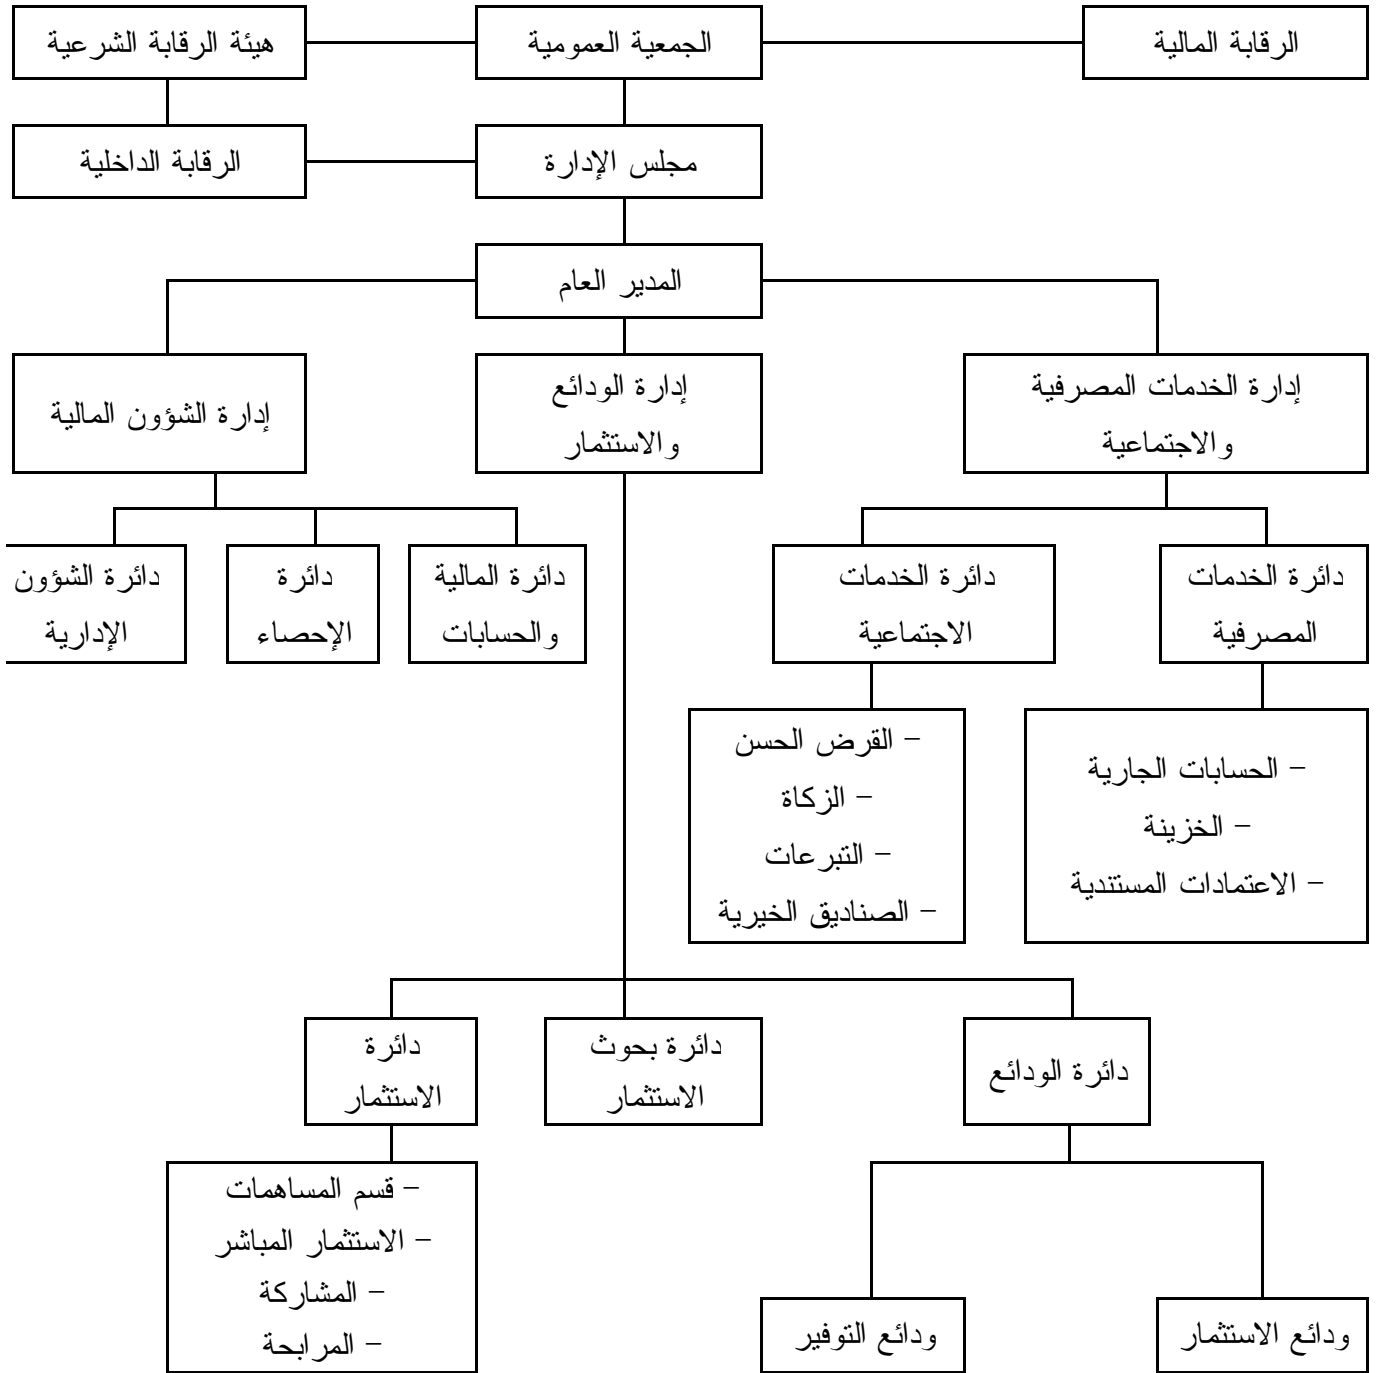 الرقابة المالية
الجمعية العمومية
هيئة الرقابة الشرعية
مجلس الإدارة
الرقابة الداخلية
المدير العام
إدارة الخدمات المصرفية
والاجتماعية
إدارة الودائع
والاستثمار
إدارة الشؤون المالية
دائرة الخدمات
المصرفية
دائرة الخدمات
الاجتماعية
دائرة المالية
والحسابات
دائرة
الإحصاء
دائرة الشؤون
الإدارية
– الحسابات الجارية
– الخزينة
– الاعتمادات المستندية
– القرض الحسن
– الزكاة
– التبرعات
– الصناديق الخيرية
دائرة الودائع
دائرة بحوث
الاستثمار
دائرة
الاستثمار
– قسم المساهمات
– الاستثمار المباشر
– المشاركة
– المرابحة
ودائع الاستثمار
ودائع التوفير